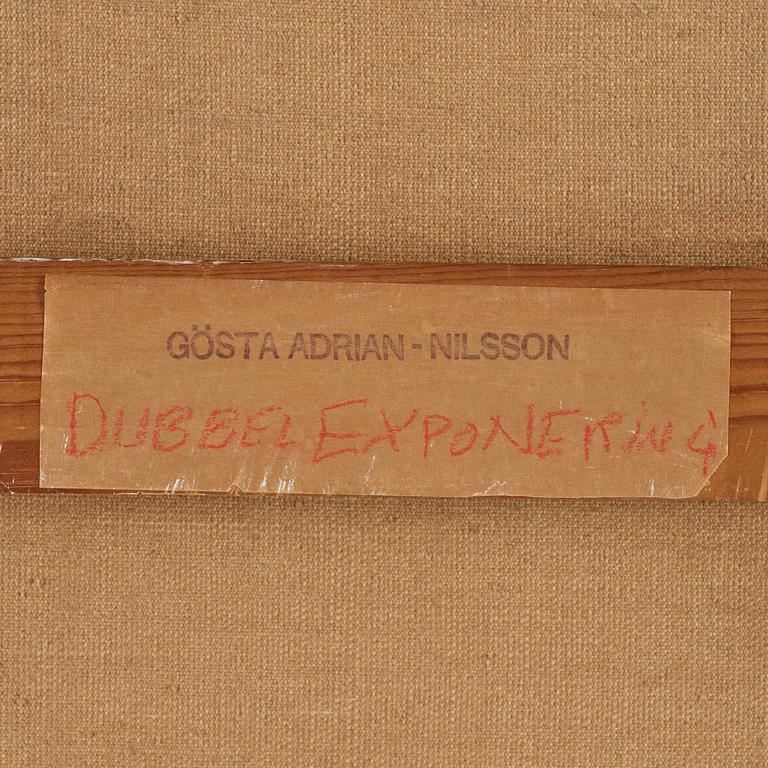 GÖSTA ADRIAN - NILSSON
DUBBELEXPONERING